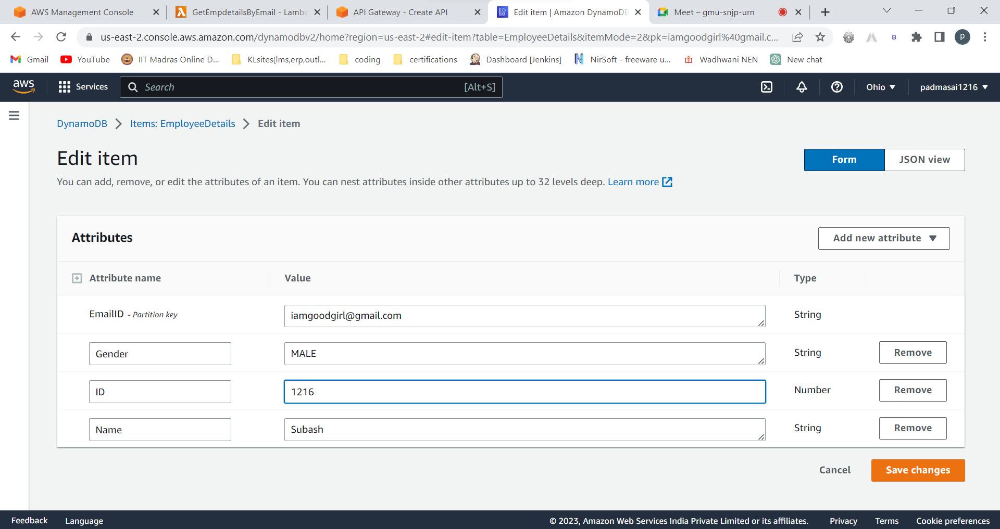 AWS Management Console
GetEmpdetailsByEmail - Lambd
API Gateway - Create API
Edit item | Amazon DynamoDB
Meet – gmu-snjp-urn
us-east-2.console.aws.amazon.com/dynamodbv2/home?region=us-east-2#edit-item?table=EmployeeDetails&itemMode=2&pk=iamgoodgirl%40gmail.c...
B
p
Gmail
YouTube
IIT Madras Online D...
KLsites(lms,erp,outl...
coding
certifications
Dashboard [Jenkins]
NirSoft - freeware u...
Wadhwani NEN
New chat
aws
Services
Search
[Alt+S]
Ohio
padmasai1216
DynamoDB
Items: EmployeeDetails
Edit item
Edit item
Form
JSON view
You can add, remove, or edit the attributes of an item. You can nest attributes inside other attributes up to 32 levels deep. Learn more
Attributes
Add new attribute
Attribute name
Value
Type
EmailID - Partition key
iamgoodgirl@gmail.com
String
Gender
MALE
String
Remove
ID
1216
Number
Remove
Name
Subash
String
Remove
Cancel
Save changes
Feedback
Language
© 2023, Amazon Web Services India Private Limited or its affiliates.
Privacy
Terms
Cookie preferences